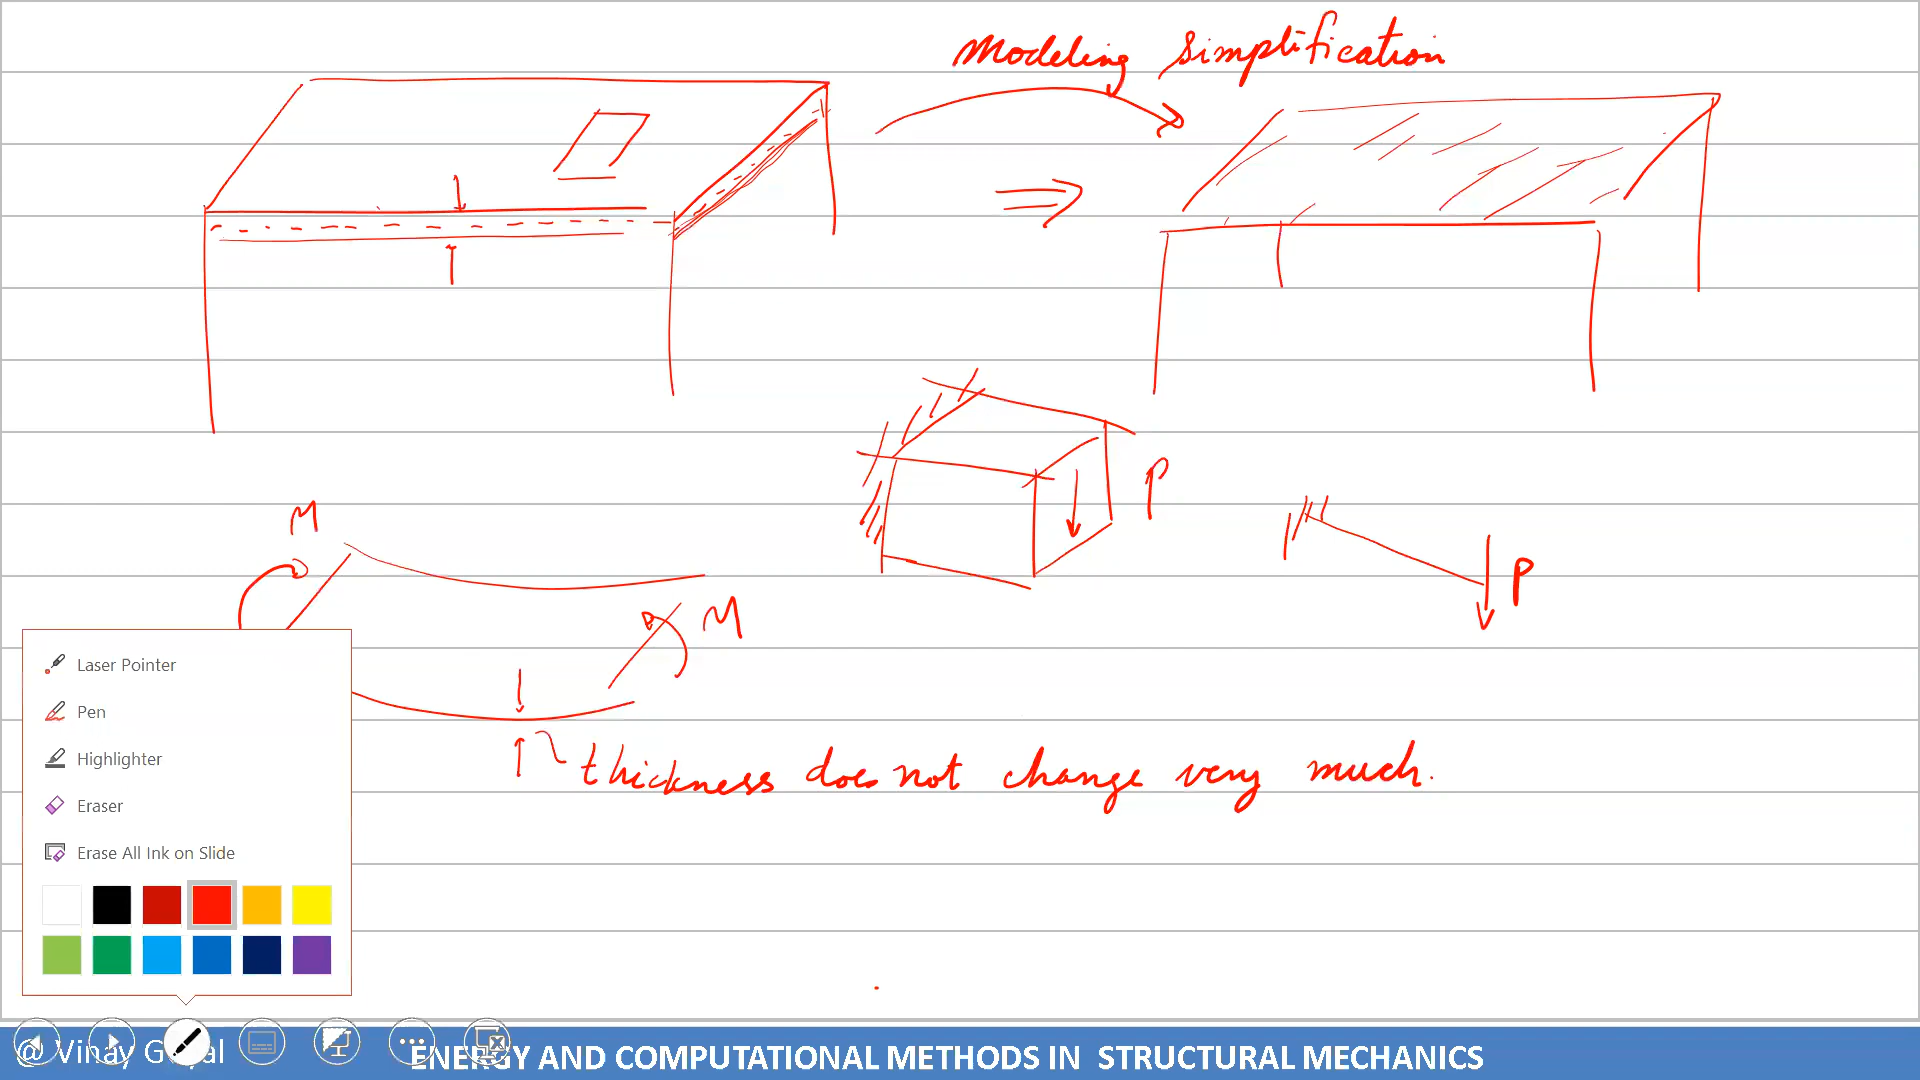 Modeling Simplification
P
M
P
M
thickness does not change very much.
Laser Pointer
Pen
Highlighter
Eraser
Erase All Ink on Slide
@ Vinay
ENERGY AND COMPUTATIONAL METHODS IN STRUCTURAL MECHANICS